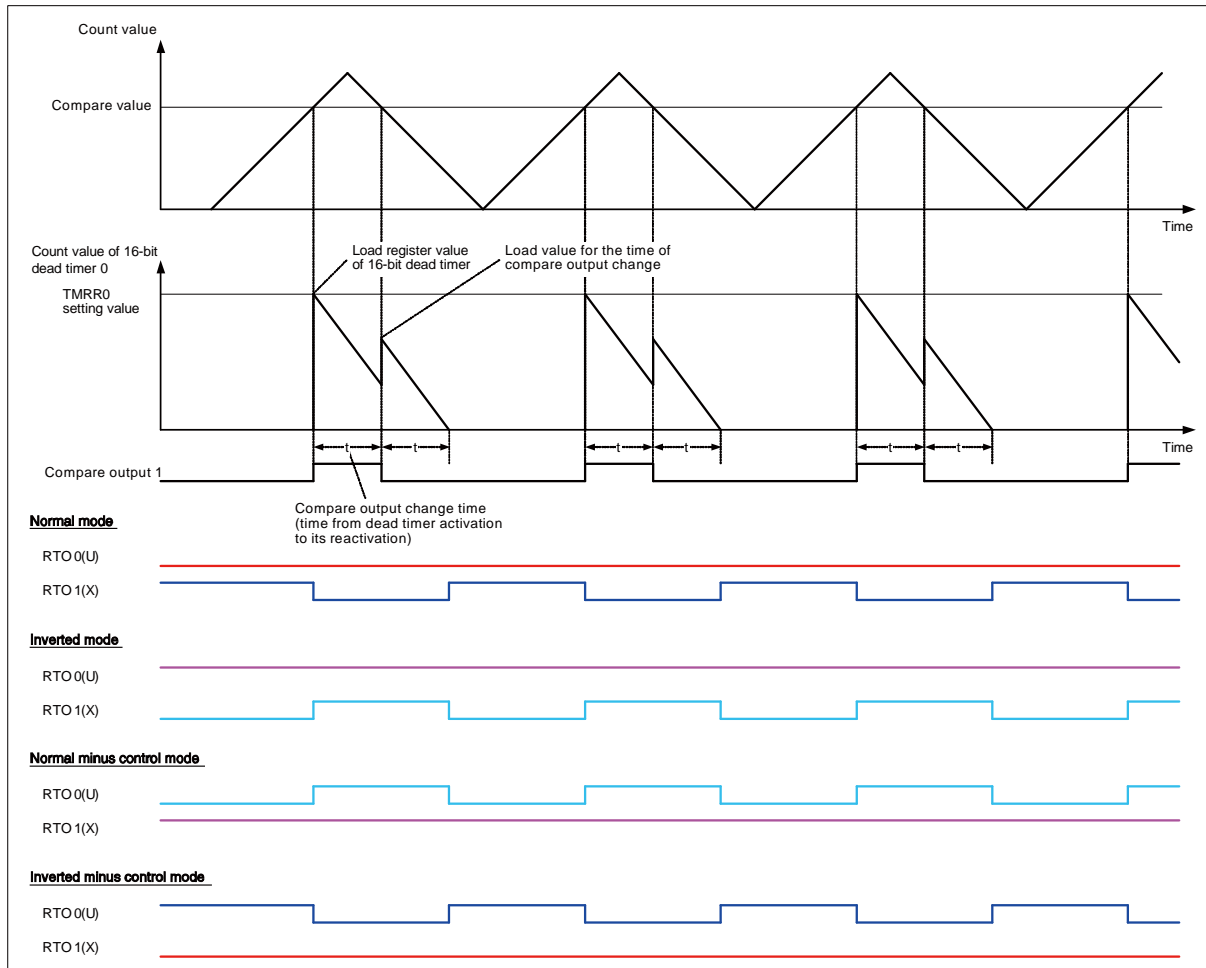 Count value
Compare value
Time
Count value of 16-bit
dead timer 0
Load register value
of 16-bit dead timer
Load value for the time of
compare output change
TMRR0
setting value
t
t
t
t
t
t
Time
Compare output 1
Compare output change time
(time from dead timer activation
to its reactivation)
Normal mode
RTO 0(U)
RTO 1(X)
Inverted mode
RTO 0(U)
RTO 1(X)
Normal minus control mode
RTO 0(U)
RTO 1(X)
Inverted minus control mode
RTO 0(U)
RTO 1(X)